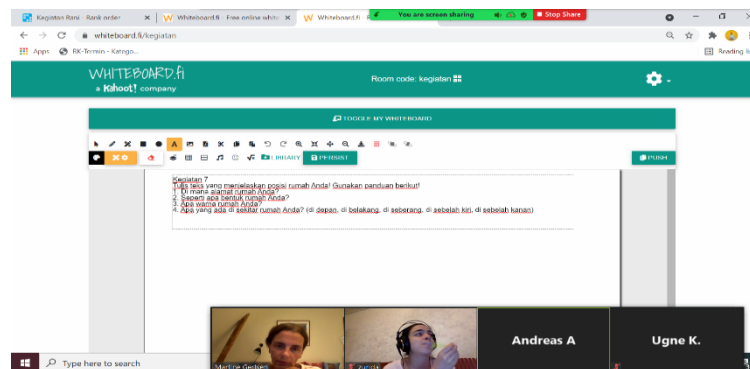 Kegiatan Rani - Rank order
Whiteboard.fi Free online white
Whiteboard.fi
You are screen sharing
Stop Share
whiteboard.fi/kegiatan
Apps
BK-Termin - Katego...
Reading li
WHITEBOARD.fi
a Kahoot! company
Room code: kegiatan
TOGGLE MY WHITEBOARD
A
LIBRARY
PERSIST
PUSH
Kegiatan 7
Tulis teks yang menjelaskan posisi rumah Anda! Gunakan panduan berikut!
1. Di mana alamat rumah Anda?
2. Seperti apa bentuk rumah Anda?
3. Apa warna rumah Anda?
4. Apa yang ada di sekitar rumah Anda? (di depan, di belakang, di seberang, di sebelah kiri, di sebelah kanan)
Andreas A
Ugne K.
Type here to search